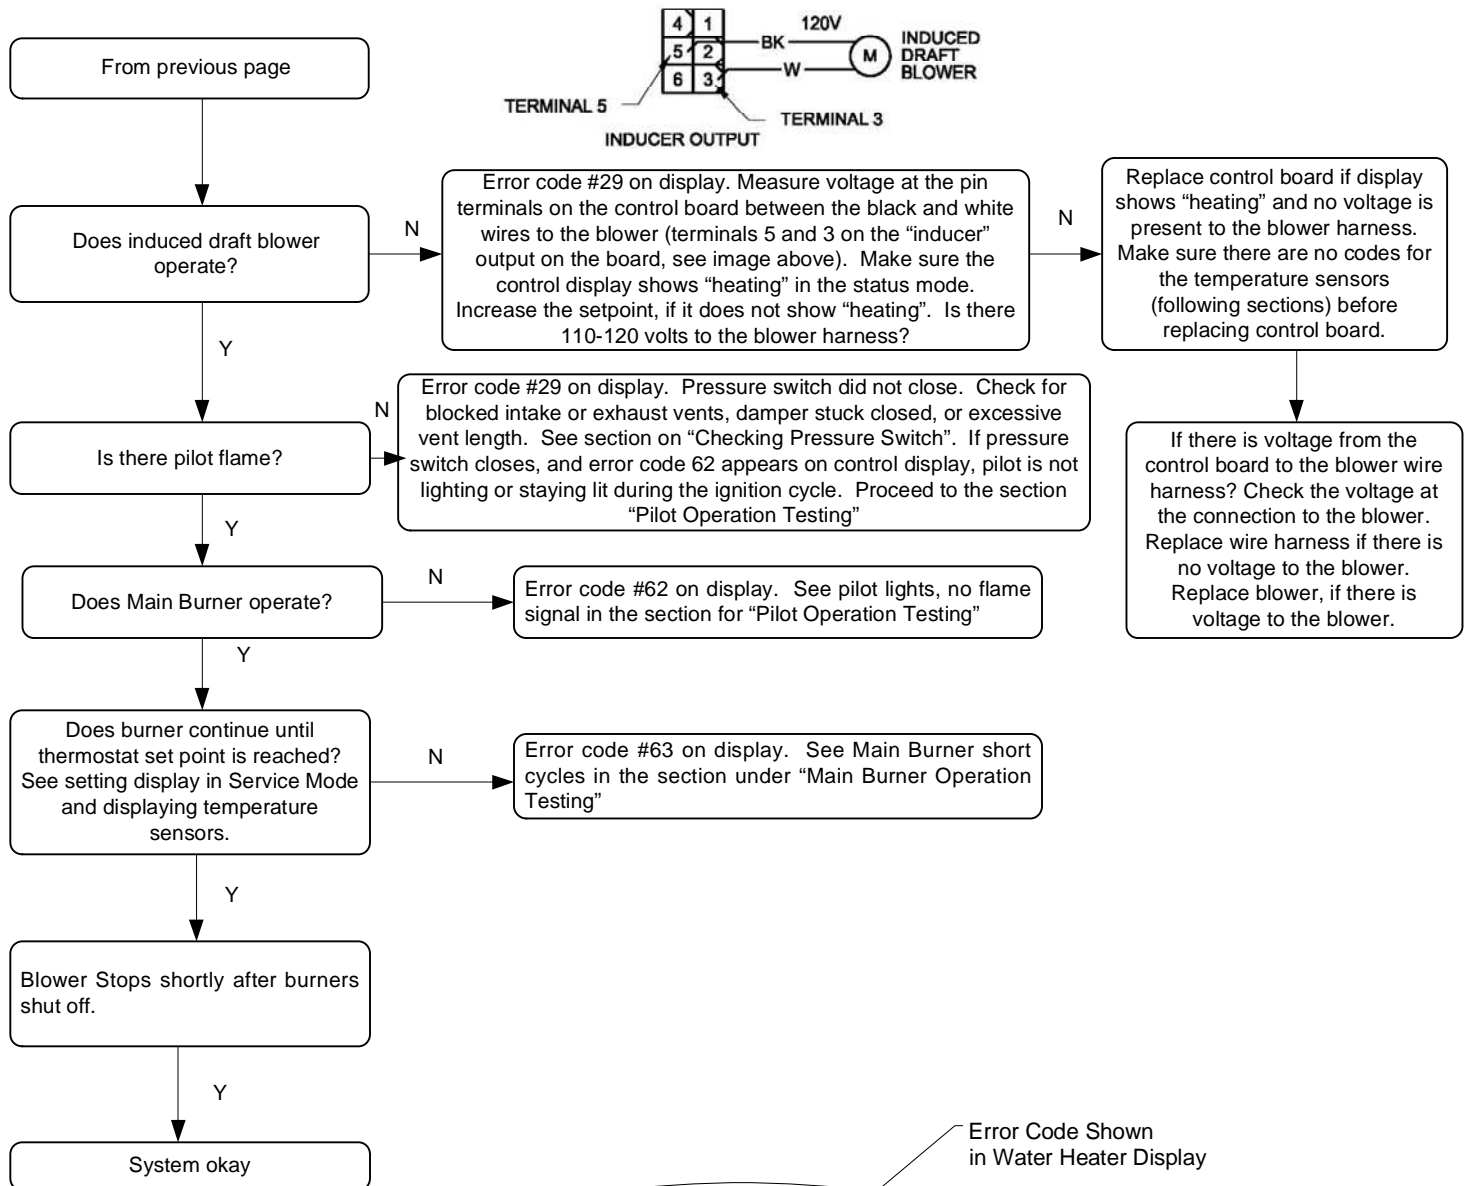 4 1
5 2
6 3
120V
BK
W
M
INDUCED
DRAFT
BLOWER
TERMINAL 5
TERMINAL 3
INDUCER OUTPUT
From previous page
Does induced draft blower
operate?
N
Error code #29 on display. Measure voltage at the pin
terminals on the control board between the black and white
wires to the blower (terminals 5 and 3 on the “inducer”
output on the board, see image above). Make sure the
control display shows “heating” in the status mode.
Increase the setpoint, if it does not show “heating”. Is there
110-120 volts to the blower harness?
N
Replace control board if display
shows “heating” and no voltage is
present to the blower harness.
Make sure there are no codes for
the temperature sensors
(following sections) before
replacing control board.
If there is voltage from the
control board to the blower wire
harness? Check the voltage at
the connection to the blower.
Replace wire harness if there is
no voltage to the blower.
Replace blower, if there is
voltage to the blower.
Y
Is there pilot flame?
N
Error code #29 on display. Pressure switch did not close. Check for
blocked intake or exhaust vents, damper stuck closed, or excessive
vent length. See section on “Checking Pressure Switch”. If pressure
switch closes, and error code 62 appears on control display, pilot is not
lighting or staying lit during the ignition cycle. Proceed to the section
“Pilot Operation Testing”
Y
Does Main Burner operate?
N
Error code #62 on display. See pilot lights, no flame
signal in the section for “Pilot Operation Testing”
Y
Does burner continue until
thermostat set point is reached?
See setting display in Service Mode
and displaying temperature
sensors.
N
Error code #63 on display. See Main Burner short
cycles in the section under “Main Burner Operation
Testing”
Y
Blower Stops shortly after burners
shut off.
Y
System okay
Error Code Shown
in Water Heater Display